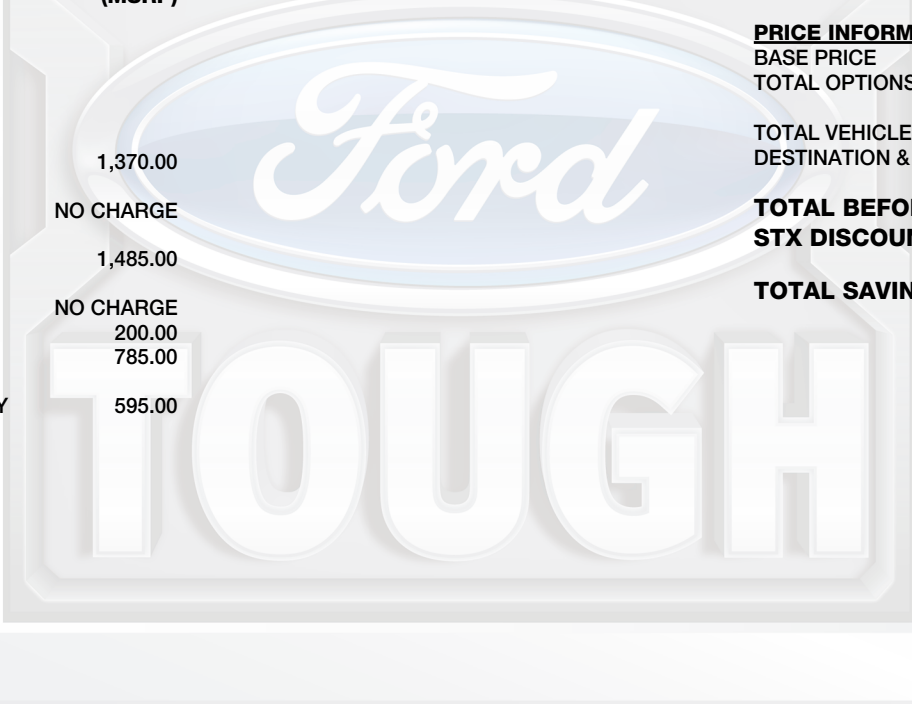 (MSRP)
1,370.00
NO CHARGE
1,485.00
NO CHARGE
200.00
785.00
Y 595.00
PRICE INFORM
BASE PRICE
TOTAL OPTIONS
TOTAL VEHICLE
DESTINATION &
TOTAL BEFO
STX DISCOUN
TOTAL SAVIN
Ford
TOUGH